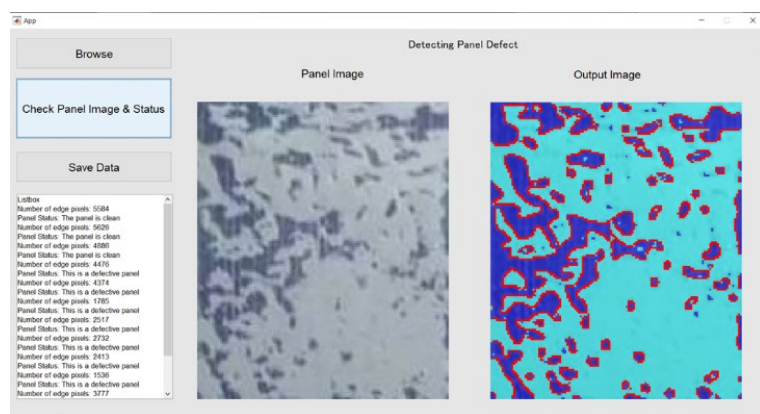 App
Detecting Panel Defect
Browse
Panel Image
Output Image
Check Panel Image & Status
Save Data
Listbox
Number of edge pixels: 5584
Panel Status: The panel is clean
Number of edge pixels: 5626
Panel Status: The panel is clean
Number of edge pixels: 4886
Panel Status: The panel is clean
Number of edge pixels: 4476
Panel Status: This is a defective panel
Number of edge pixels: 4374
Panel Status: This is a defective panel
Number of edge pixels: 1785
Panel Status: This is a defective panel
Number of edge pixels: 2517
Panel Status: This is a defective panel
Number of edge pixels: 2732
Panel Status: This is a defective panel
Number of edge pixels: 2413
Panel Status: This is a defective panel
Number of edge pixels: 1536
Panel Status: This is a defective panel
Number of edge pixels: 3777